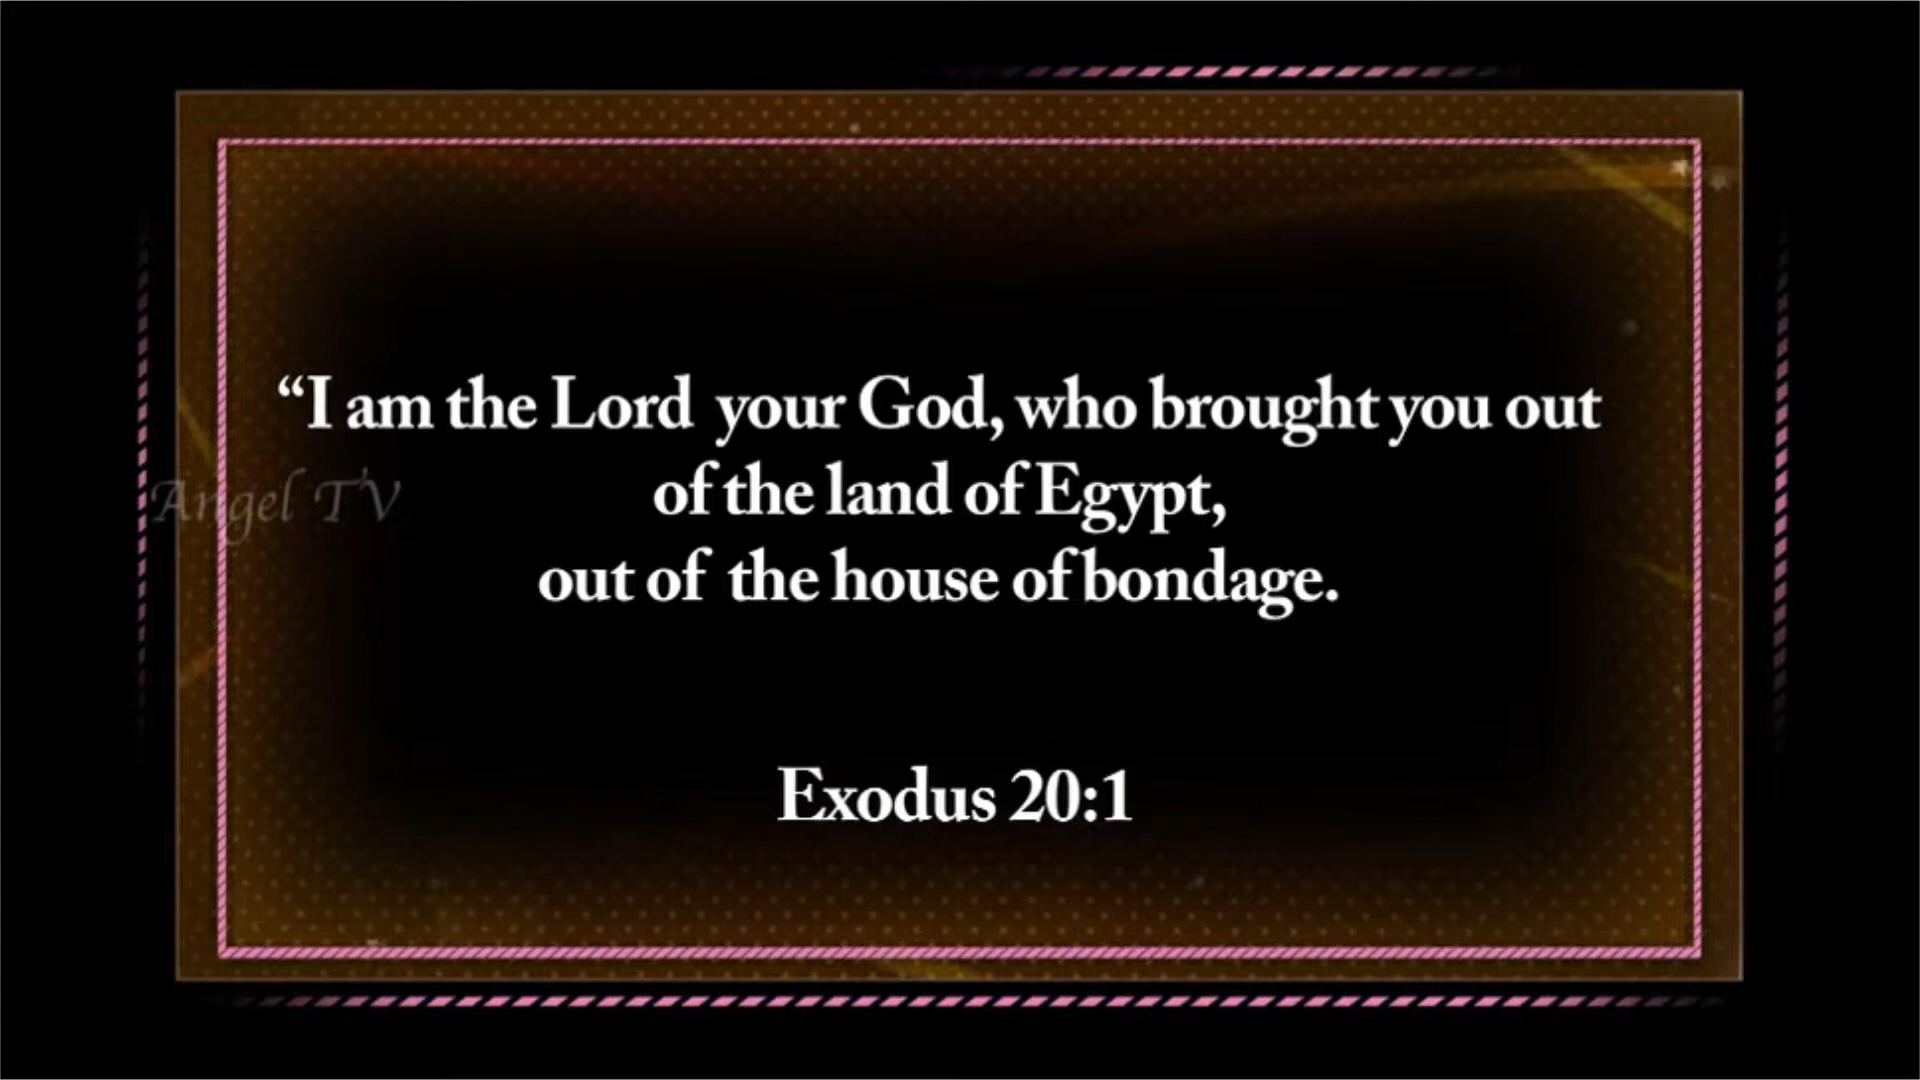 “I am the Lord your God, who brought you out
of the land of Egypt,
Angel TV
out of the house of bondage.
Exodus 20:1